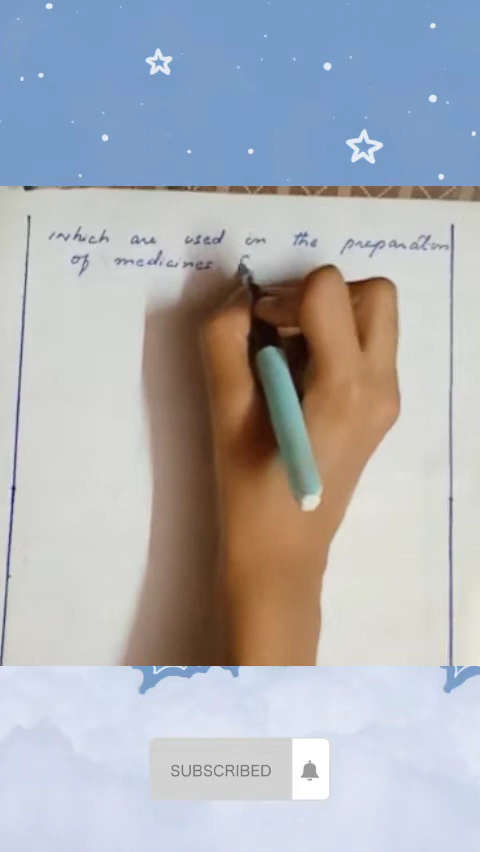 which are used in the preparation
of medicines.
SUBSCRIBED